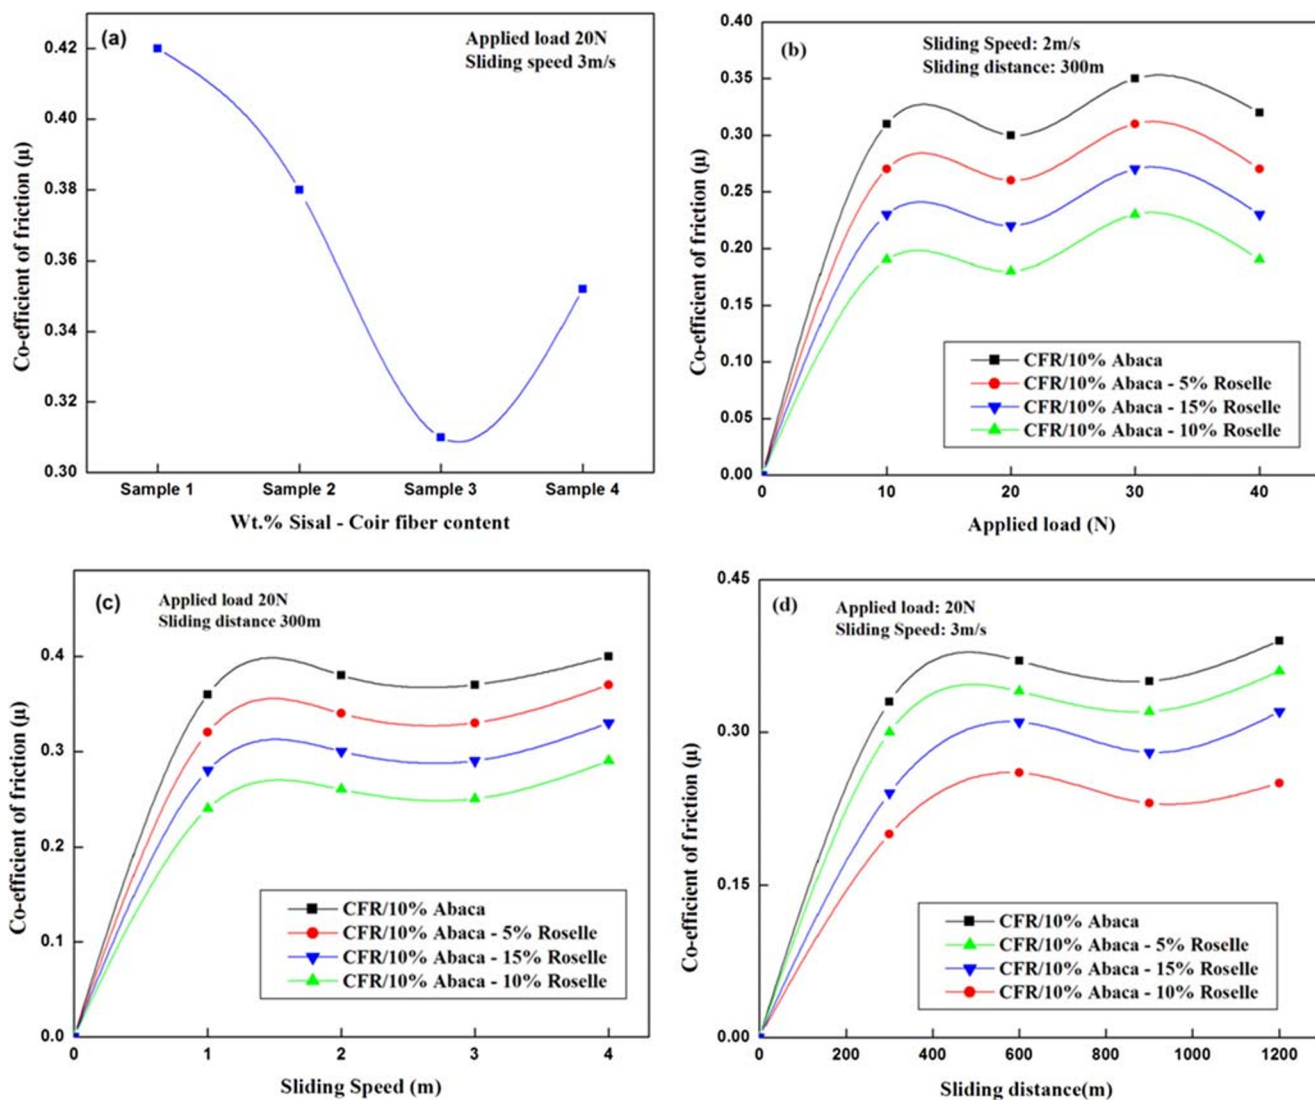 (a)
Applied load 20N
Sliding speed 3m/s
Co-efficient of friction (μ)
0.42
0.40
0.38
0.36
0.34
0.32
0.30
Sample 1 Sample 2 Sample 3 Sample 4
Wt.% Sisal - Coir fiber content
(b)
Sliding Speed: 2m/s
Sliding distance: 300m
Co-efficient of friction (μ)
0.40
0.35
0.30
0.25
0.20
0.15
0.10
0.05
0.00
CFR/10% Abaca
CFR/10% Abaca - 5% Roselle
CFR/10% Abaca - 15% Roselle
CFR/10% Abaca - 10% Roselle
0 10 20 30 40
Applied load (N)
(c)
Applied load 20N
Sliding distance 300m
Co-efficient of friction (μ)
0.4
0.3
0.2
0.1
0.0
CFR/10% Abaca
CFR/10% Abaca - 5% Roselle
CFR/10% Abaca - 15% Roselle
CFR/10% Abaca - 10% Roselle
0 1 2 3 4
Sliding Speed (m)
(d)
Applied load: 20N
Sliding Speed: 3m/s
Co-efficient of friction (μ)
0.45
0.30
0.15
0.00
CFR/10% Abaca
CFR/10% Abaca - 5% Roselle
CFR/10% Abaca - 15% Roselle
CFR/10% Abaca - 10% Roselle
0 200 400 600 800 1000 1200
Sliding distance(m)